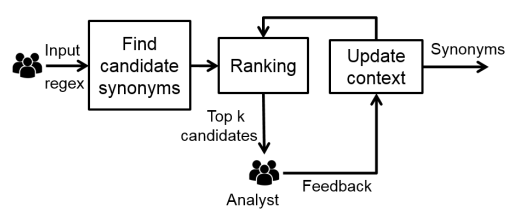 Input
regex
Find
candidate
synonyms
Ranking
Update
context
Synonyms
Top k
candidates
Analyst
Feedback